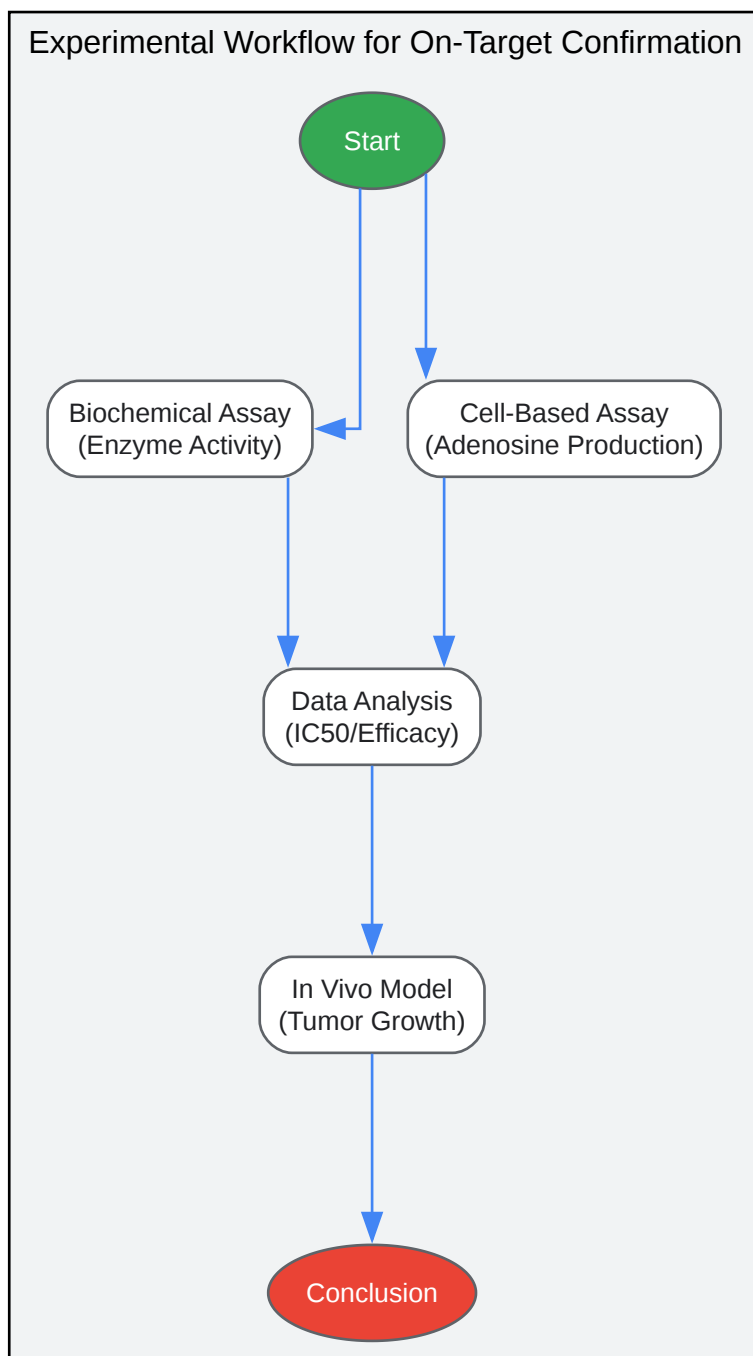 Experimental Workflow for On-Target Confirmation
Start
Biochemical Assay
(Enzyme Activity)
Cell-Based Assay
(Adenosine Production)
Data Analysis
(IC50/Efficacy)
In Vivo Model
(Tumor Growth)
Conclusion